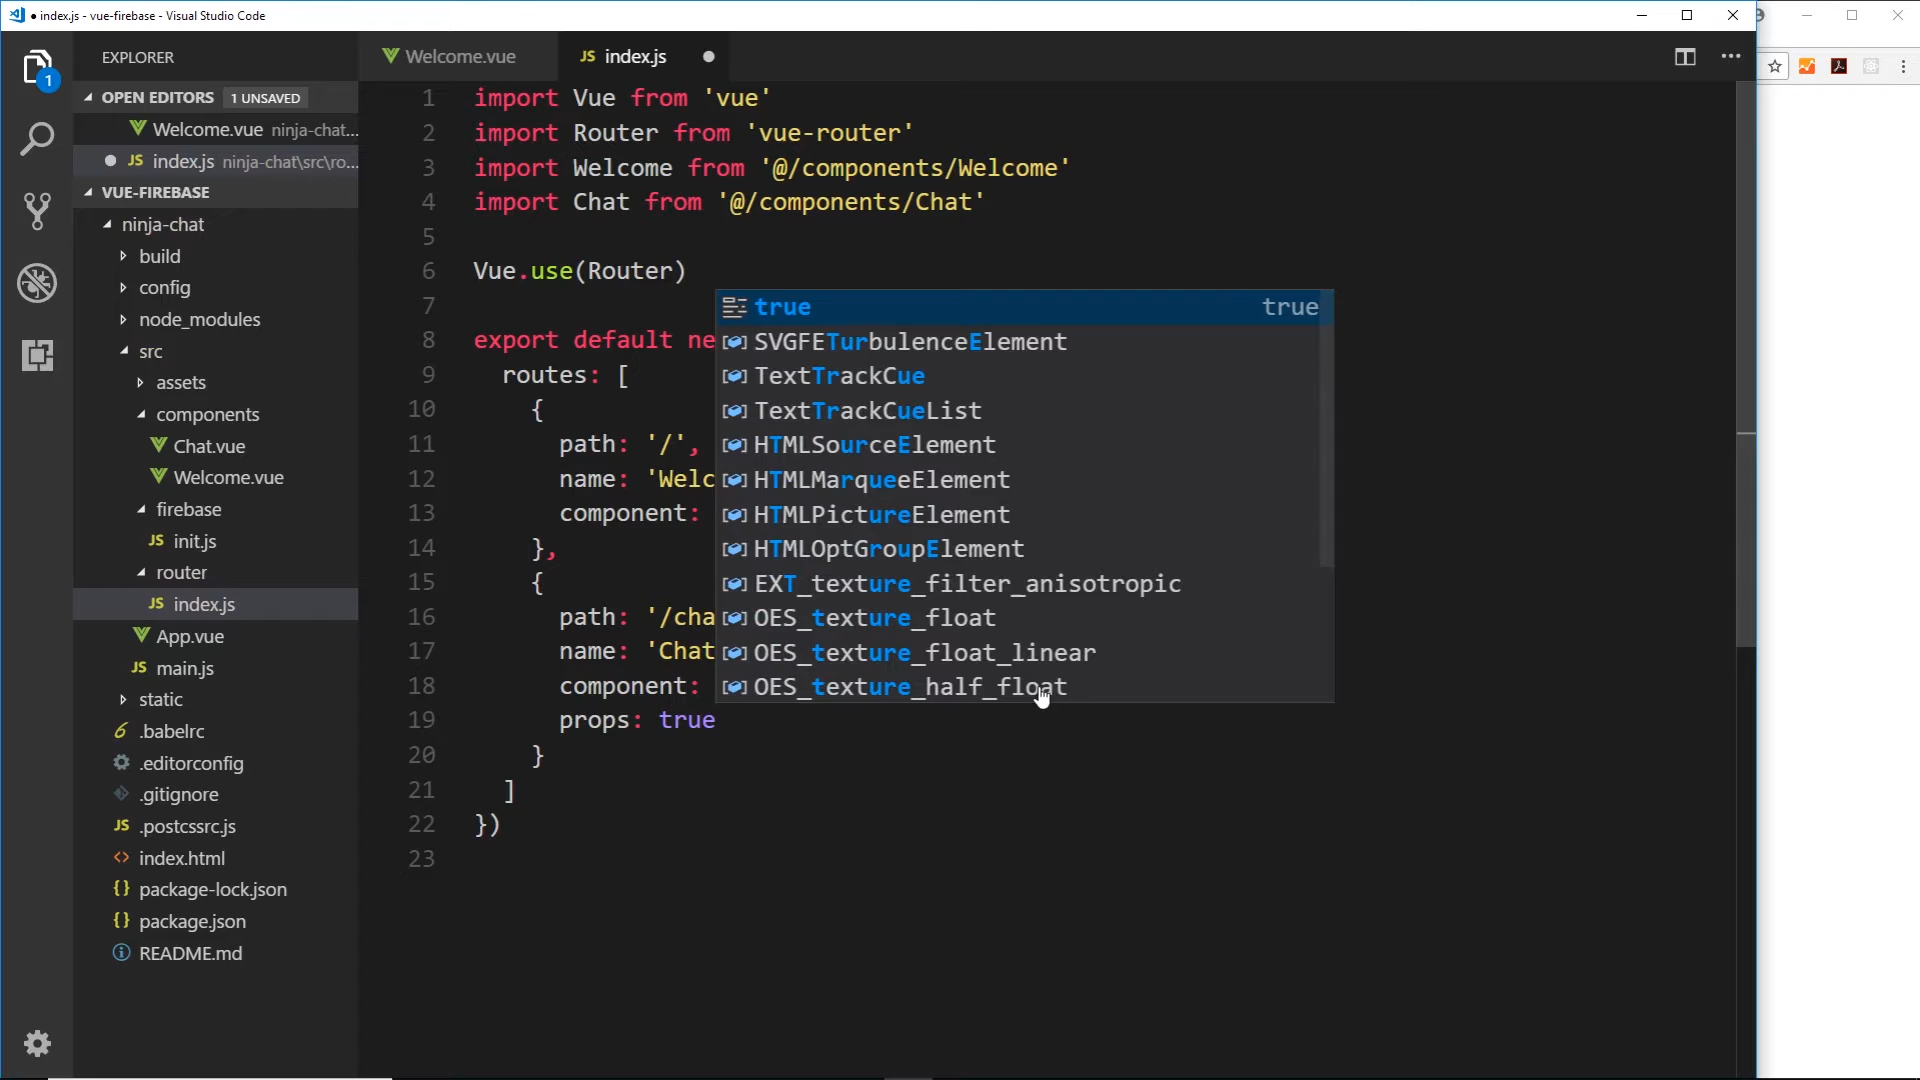 index.js - vue-firebase - Visual Studio Code
EXPLORER
Welcome.vue
JS index.js
1
OPEN EDITORS 1 UNSAVED
Welcome.vue ninja-chat...
JS index.js ninja-chat\src\ro...
VUE-FIREBASE
ninja-chat
build
config
node_modules
src
assets
components
Chat.vue
Welcome.vue
firebase
JS init.js
router
JS index.js
App.vue
JS main.js
static
.babelrc
.editorconfig
.gitignore
JS .postcssrc.js
<> index.html
{} package-lock.json
{} package.json
README.md
1 import Vue from 'vue'
2 import Router from 'vue-router'
3 import Welcome from '@/components/Welcome'
4 import Chat from '@/components/Chat'
5
6 Vue.use(Router)
7
8 export default ne
9 routes: [
10 {
11 path: '/',
12 name: 'Welc
13 component:
14 },
15 {
16 path: '/cha
17 name: 'Chat
18 component:
19 props: true
20 }
21 ]
22 })
23
true true
SVGFETurbulenceElement
TextTrackCue
TextTrackCueList
HTMLSourceElement
HTMLMarqueeElement
HTMLPictureElement
HTMLOptGroupElement
EXT_texture_filter_anisotropic
OES_texture_float
OES_texture_float_linear
OES_texture_half_float